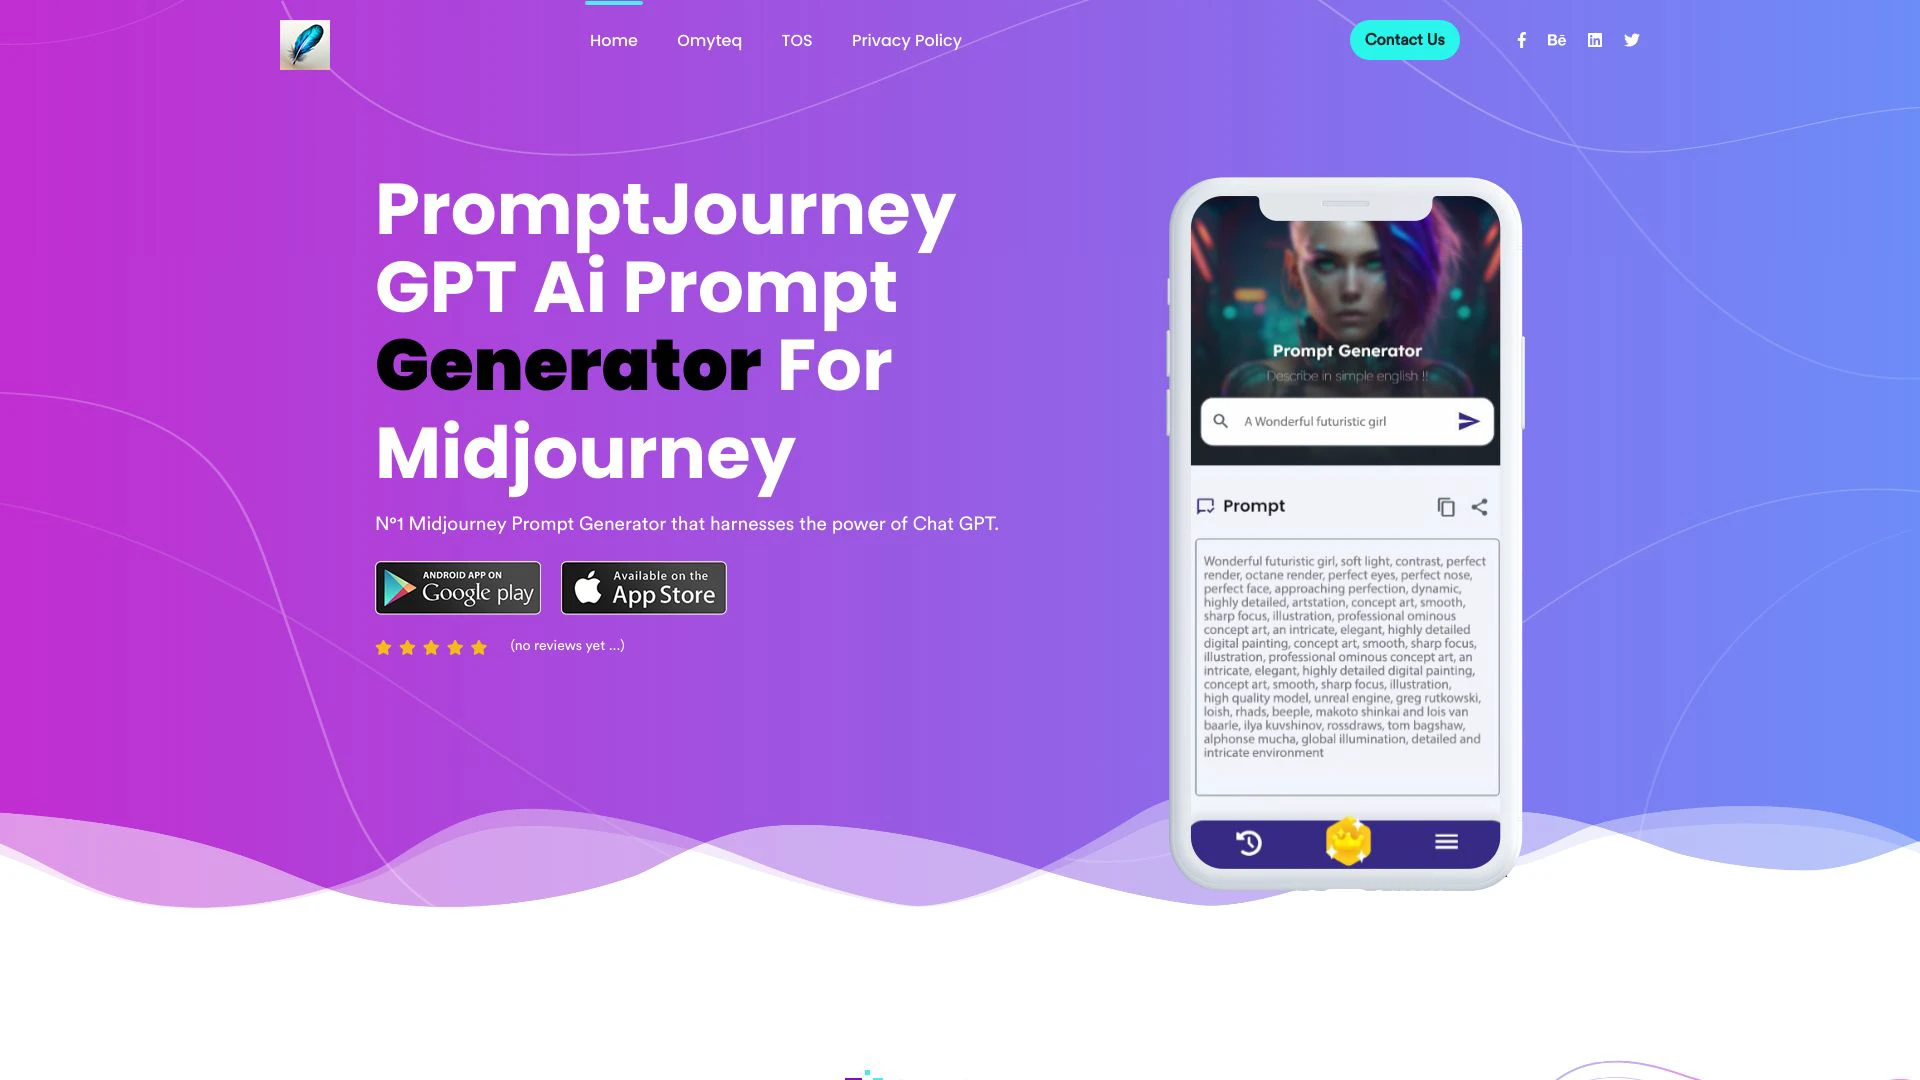 Home Omyteq TOS Privacy Policy Contact Us Bē
PromptJourney
GPT Ai Prompt
Generator For
Midjourney
N°1 Midjourney Prompt Generator that harnesses the power of Chat GPT.
ANDROID APP ON
Google play
Available on the
App Store
(no reviews yet ...)
Prompt Generator
Describe in simple english !!
A Wonderful futuristic girl
Prompt
Wonderful futuristic girl, soft light, contrast, perfect
render, octane render, perfect eyes, perfect nose,
perfect face, approaching perfection, dynamic,
highly detailed, artstation, concept art, smooth,
sharp focus, illustration, professional ominous
concept art, an intricate, elegant, highly detailed
digital painting, concept art, smooth, sharp focus,
illustration, professional ominous concept art, an
intricate, elegant, highly detailed digital painting,
concept art, smooth, sharp focus, illustration,
high quality model, unreal engine, greg rutkowski,
loish, rhads, beeple, makoto shinkai and lois van
baarle, ilya kuvshinov, rossdraws, tom bagshaw,
alphonse mucha, global illumination, detailed and
intricate environment